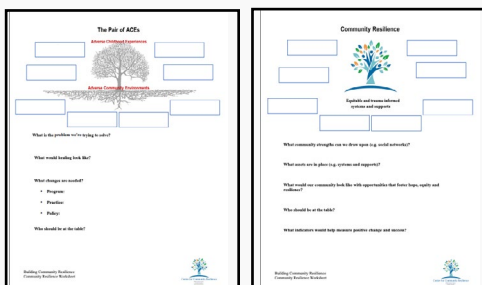 The Pair of ACEs
Adverse Childhood Experiences
Adverse Community Environments
What is the problem we're trying to solve?
What would healing look like?
What changes are needed?
• Program:
• Practice:
• Policy:
Who should be at the table?
Building Community Resilience
Community Resilience Worksheet
Community Resilience
Equitable and trauma-informed
systems and supports
What community strengths can we draw upon (e.g. social networks)?
What assets are in place (e.g. systems and supports)?
What would our community look like with opportunities that foster hope, equity and
resilience?
Who should be at the table?
What indicators would help measure positive change and success?
Building Community Resilience
Community Resilience Worksheet